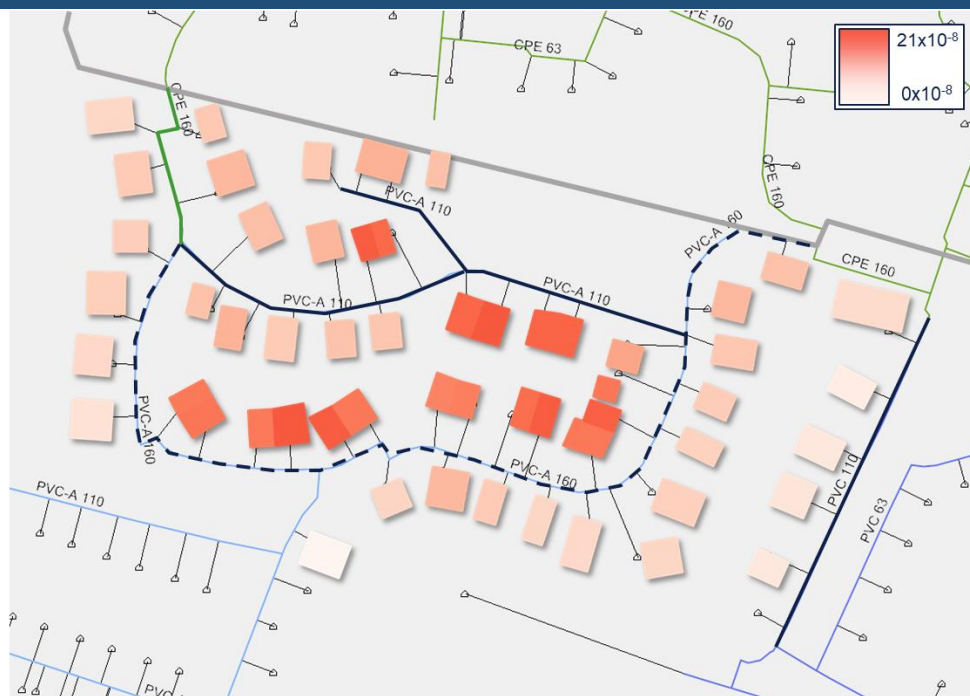 CPE 160
CPE 63
21x10-8
0x10-8
CPE 160
CPE 160
PVC-A 110
PVC-A 160
CPE 160
PVC-A 110
PVC-A 110
PVC-A 160
PVC-A 160
PVC 110
PVC-A 110
PVC 63